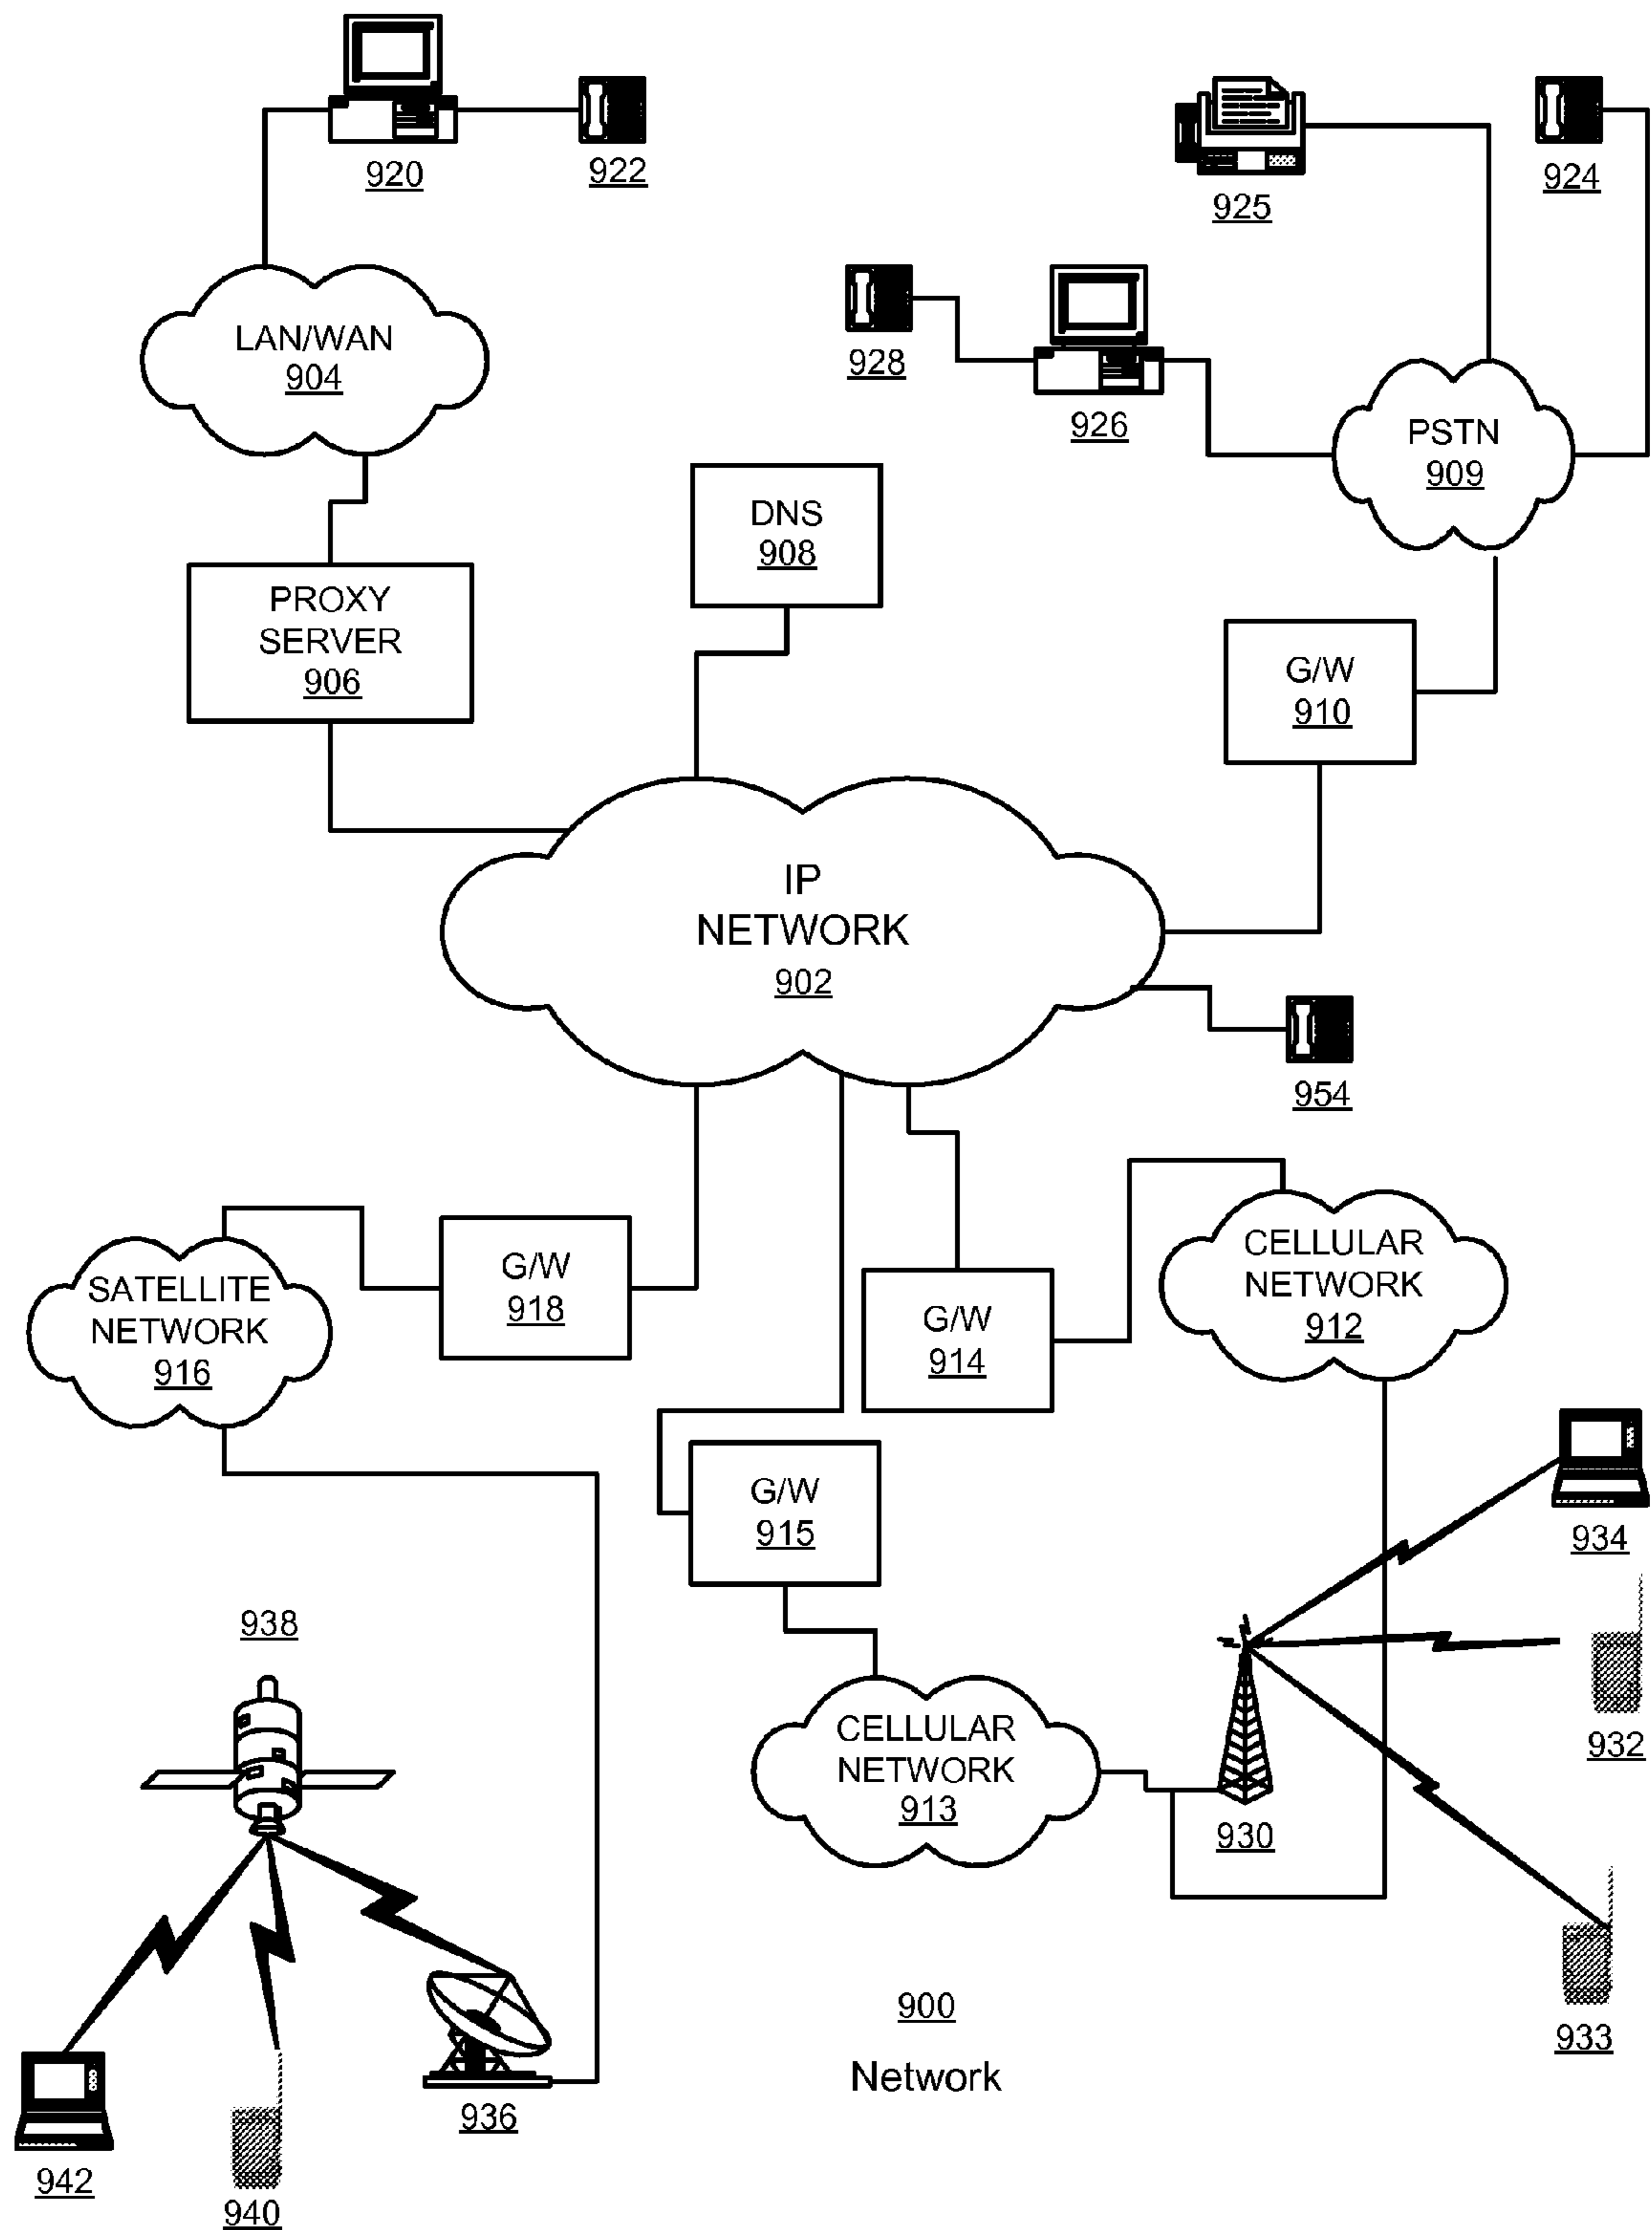 920
922
925
924
LAN/WAN
904
928
926
PSTN
909
DNS
908
PROXY
SERVER
906
G/W
910
IP
NETWORK
902
954
SATELLITE
NETWORK
916
G/W
918
G/W
914
CELLULAR
NETWORK
912
G/W
915
934
938
932
CELLULAR
NETWORK
913
930
933
900
Network
942
940
936